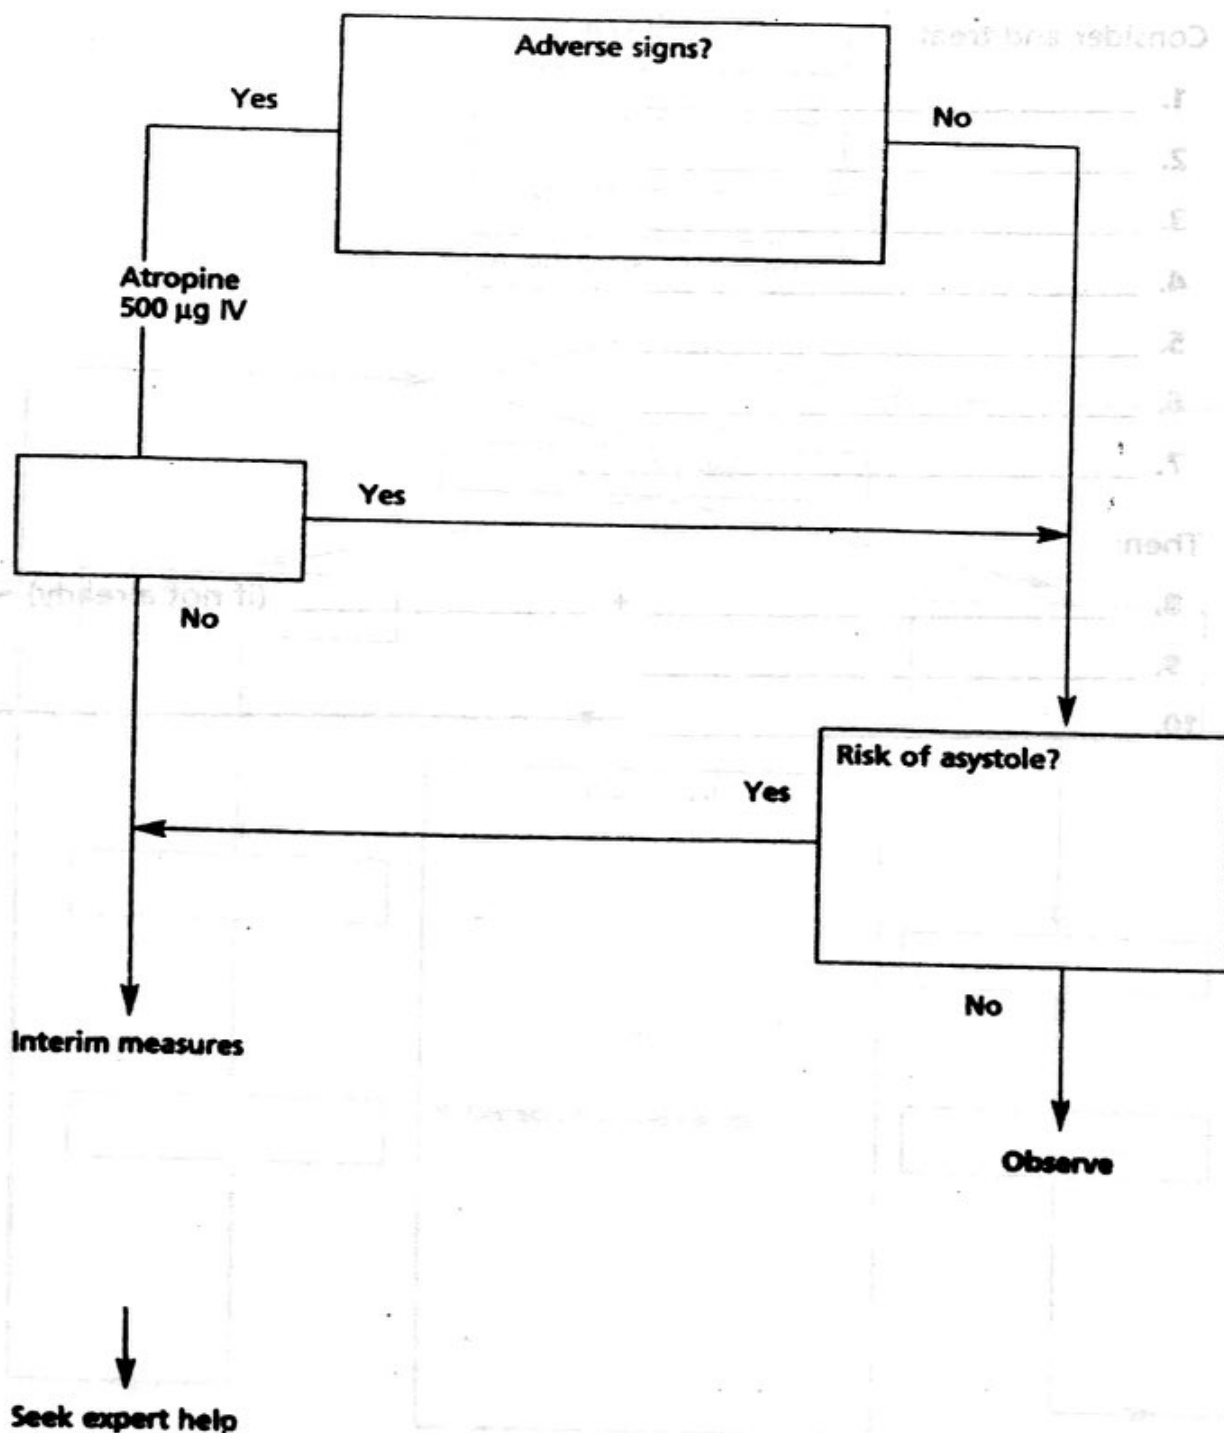 Adverse signs?
Yes
No
Atropine
500 µg IV
Yes
No
Risk of asystole?
Yes
No
Interim measures
Observe
Seek expert help
Consider and treat
1.
2.
3.
4.
5.
6.
7.
Then
8.
+
(if not already)
9.
10.